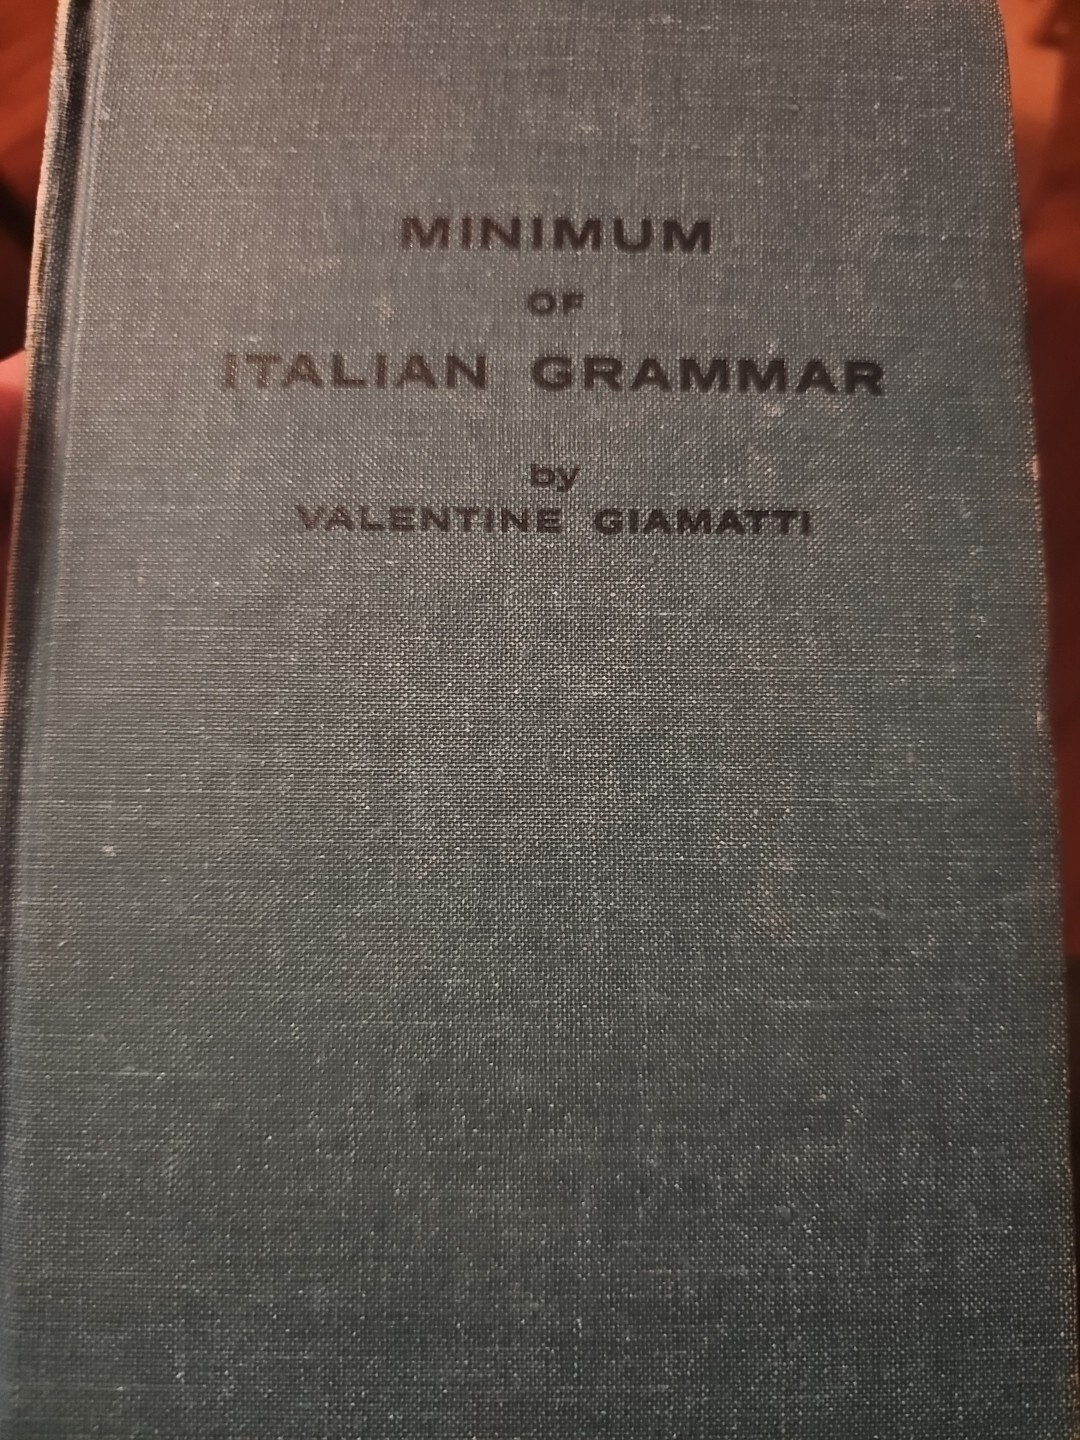 MINIMUM
OF
ITALIAN GRAMMAR
by
VALENTINE GIAMATTI